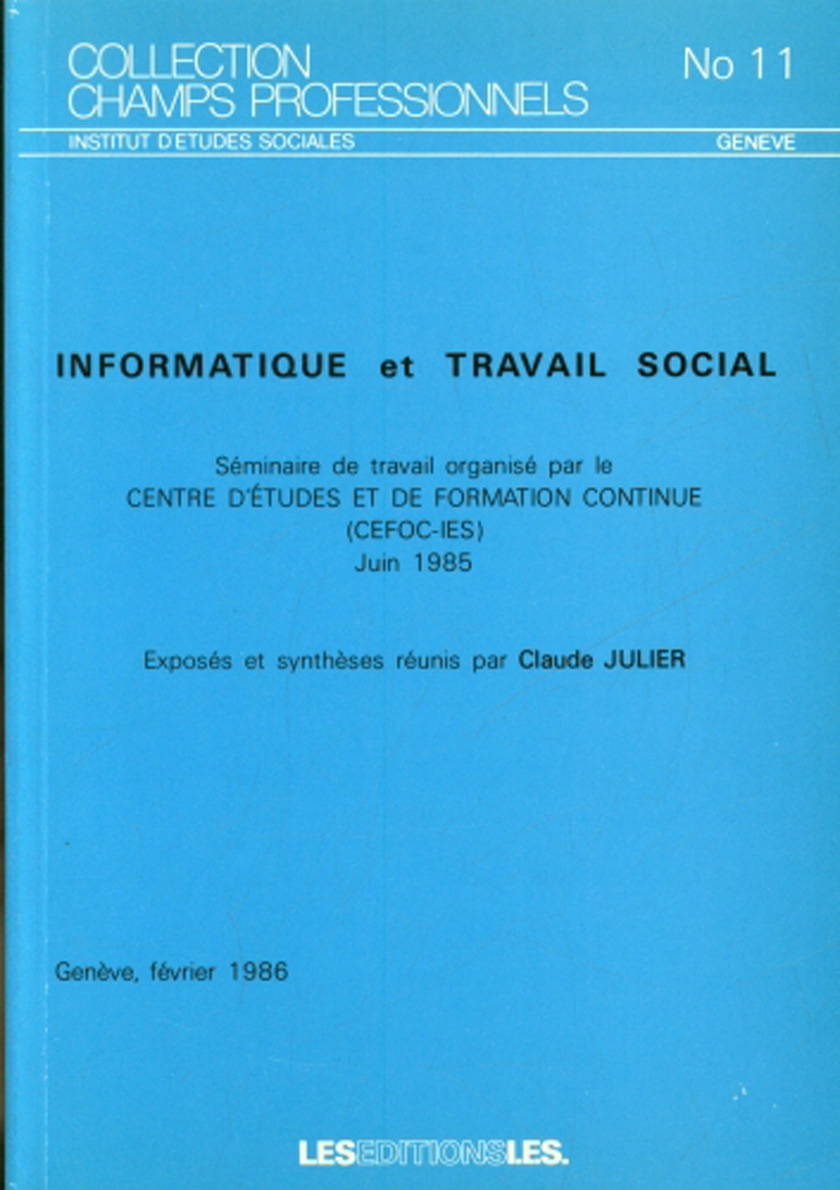 COLLECTION
CHAMPS PROFESSIONNELS
No 11
INSTITUT D'ETUDES SOCIALES
GENEVE
INFORMATIQUE et TRAVAIL SOCIAL
Séminaire de travail organisé par le
CENTRE D'ÉTUDES ET DE FORMATION CONTINUE
(CEFOC-IES)
Juin 1985
Exposés et synthèses réunis par Claude JULIER
Genève, février 1986
LESEDITIONSI.E.S.